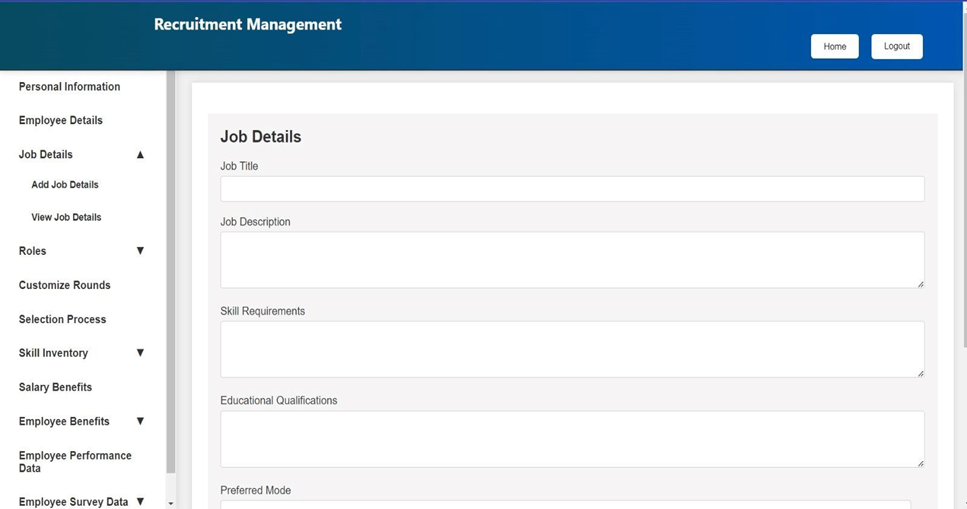 Recruitment Management
Home
Logout
Personal Information
Employee Details
Job Details ▲
Add Job Details
View Job Details
Roles ▼
Customize Rounds
Selection Process
Skill Inventory ▼
Salary Benefits
Employee Benefits ▼
Employee Performance
Data
Employee Survey Data ▼
Job Details
Job Title
Job Description
Skill Requirements
Educational Qualifications
Preferred Mode